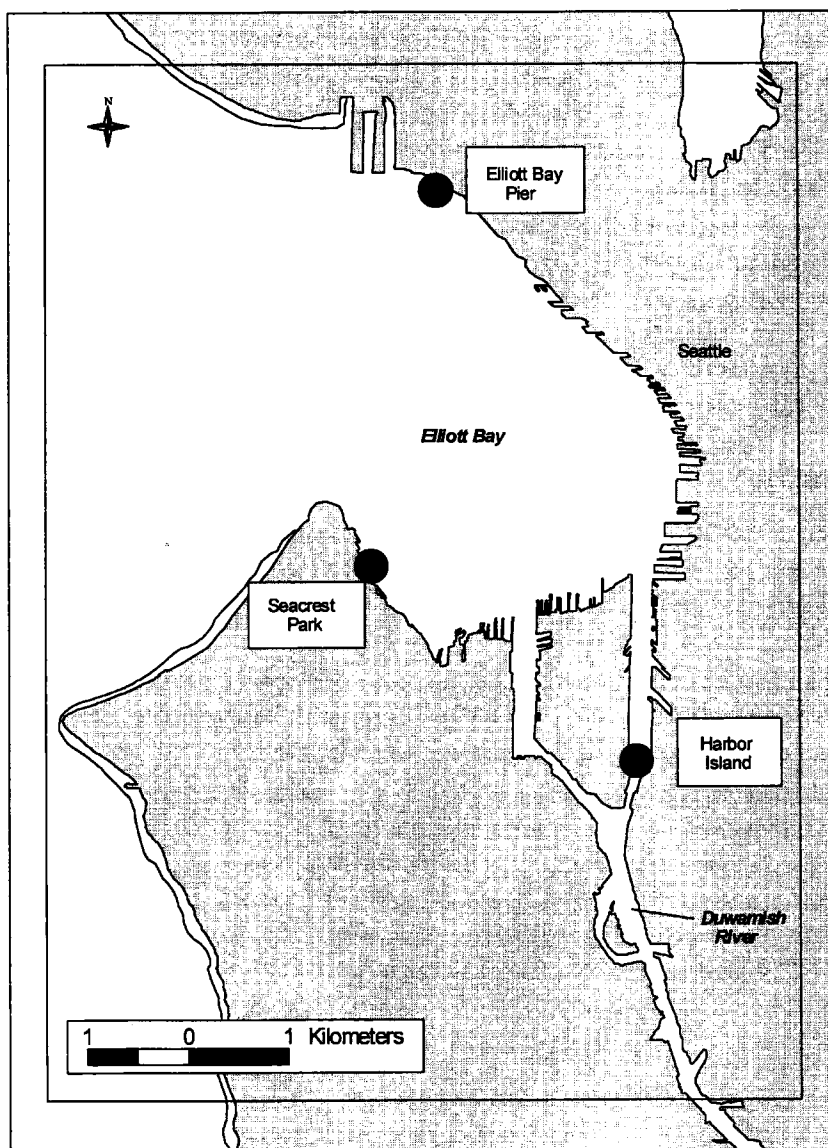 N
Elliott Bay
Pier
Seattle
Elliott Bay
Seacrest
Park
Harbor
Island
Duwamish
River
1 0 1 Kilometers